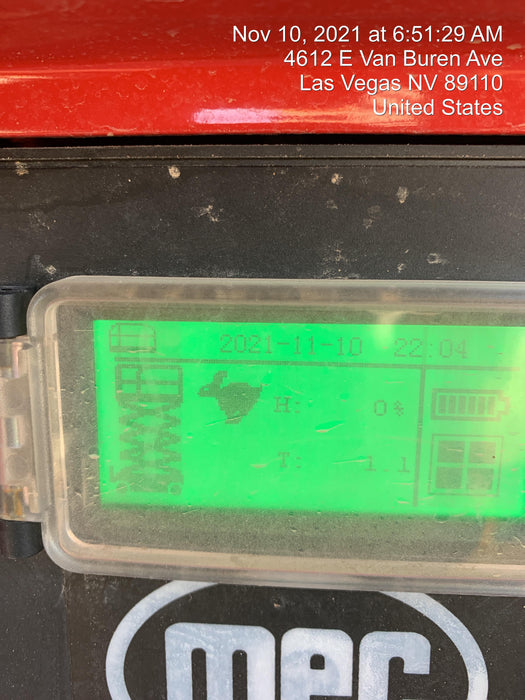 Nov 10, 2021 at 6:51:29 AM
4612 E Van Buren Ave
Las Vegas NV 89110
United States
2021-11-10 22:04
H: 0%
T: 1.1
mec